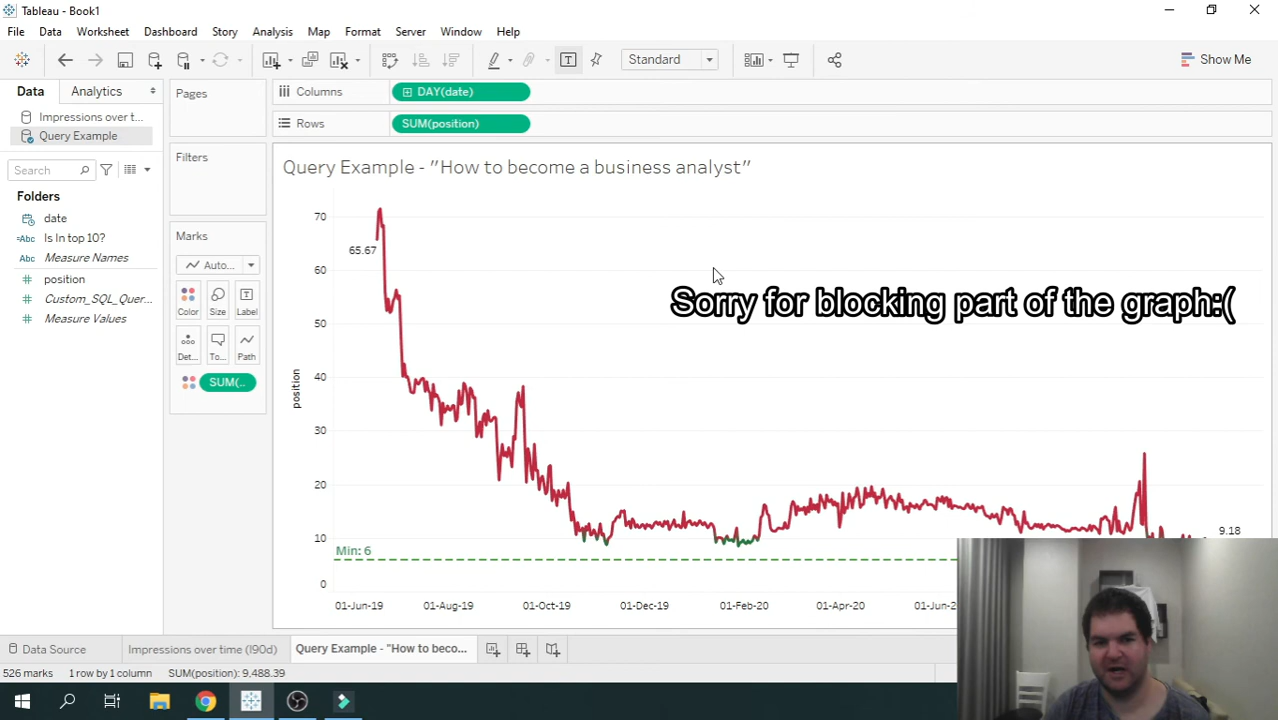 Tableau - Book1
File Data Worksheet Dashboard Story Analysis Map Format Server Window Help
Standard
Show Me
Data Analytics
Impressions over t...
Query Example
Search
Folders
date
Is In top 10?
Measure Names
position
Custom_SQL_Quer...
Measure Values
Pages
Filters
Marks
Auto...
Color Size Label
Det... To... Path
SUM(..
Columns DAY(date)
Rows SUM(position)
Query Example - "How to become a business analyst"
Sorry for blocking part of the graph:(
position
70
60
50
40
30
20
10
0
65.67
9.18
Min: 6
01-Jun-19 01-Aug-19 01-Oct-19 01-Dec-19 01-Feb-20 01-Apr-20 01-Jun-
Data Source Impressions over time (l90d) Query Example - "How to beco...
526 marks 1 row by 1 column SUM(position): 9,488.39